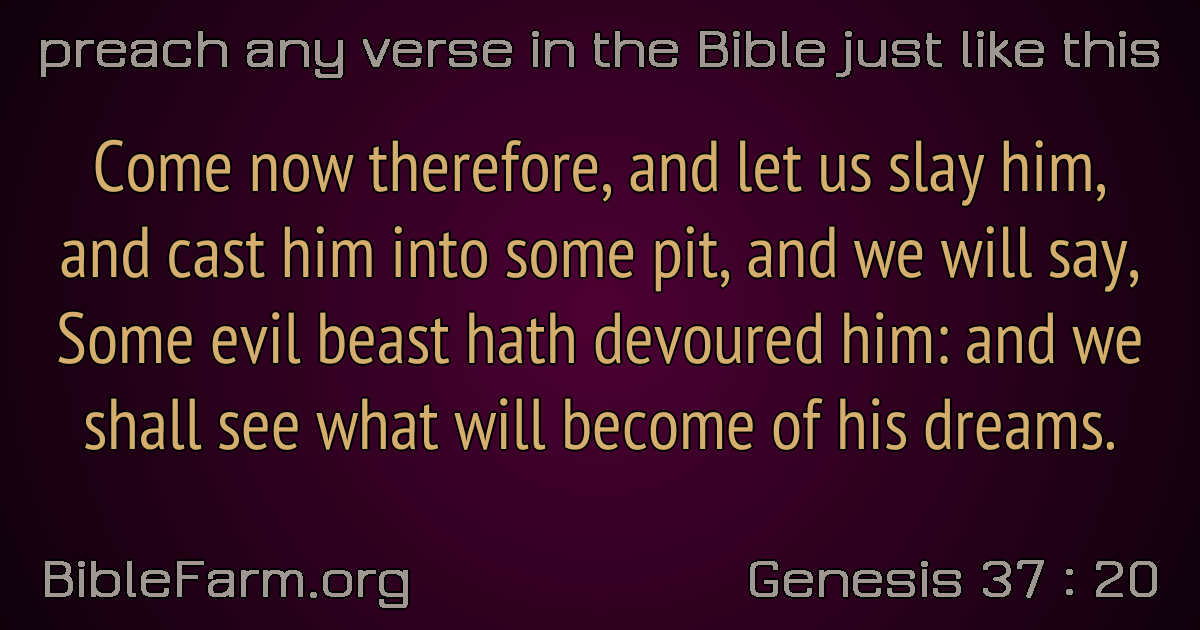 preach any verse in the Bible just like this
Come now therefore, and let us slay him,
and cast him into some pit, and we will say,
Some evil beast hath devoured him: and we
shall see what will become of his dreams.
BibleFarm.org
Genesis 37 : 20